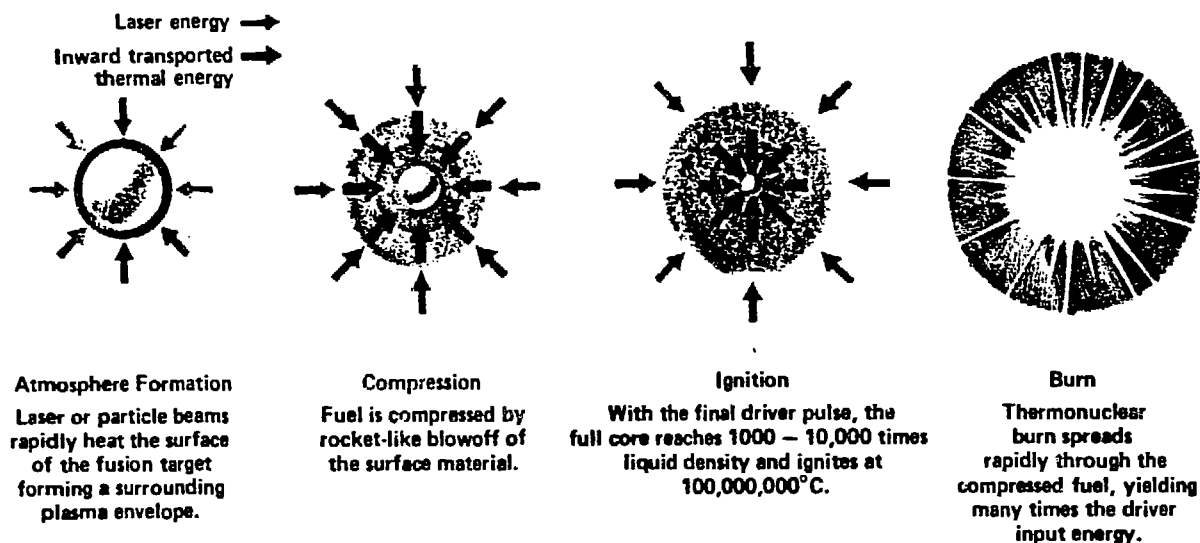 Laser energy
Inward transported
thermal energy
Atmosphere Formation
Laser or particle beams
rapidly heat the surface
of the fusion target
forming a surrounding
plasma envelope.
Compression
Fuel is compressed by
rocket-like blowoff of
the surface material.
Ignition
With the final driver pulse, the
full core reaches 1000 – 10,000 times
liquid density and ignites at
100,000,000°C.
Burn
Thermonuclear
burn spreads
rapidly through the
compressed fuel, yielding
many times the driver
input energy.